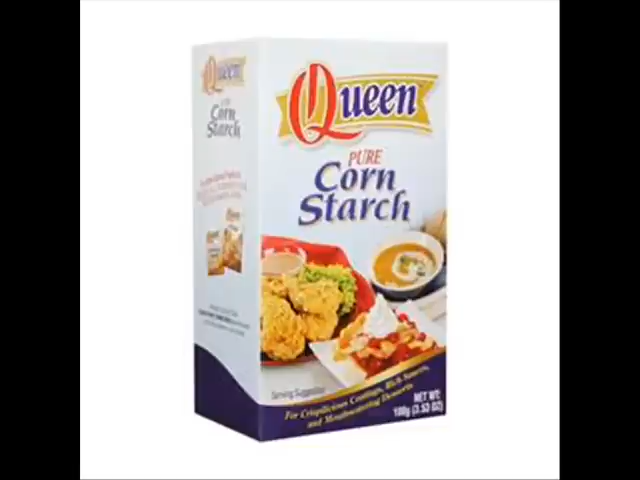 Queen
PURE
Corn
Starch
Queen
Corn
Starch
Serving Suggestion
For Crispilicious Coatings, Rich Sauces,
and Mouthwatering Desserts
NET WT:
100g (3.53 OZ)